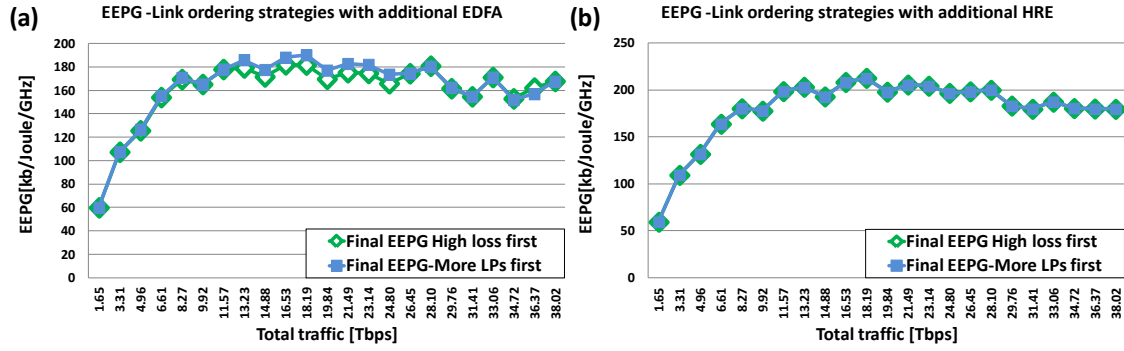 (a)
EEPG -Link ordering strategies with additional EDFA
EEPG[kb/Joule/GHz]
200
180
160
140
120
100
80
60
40
20
0
Final EEPG High loss first
Final EEPG-More LPs first
1.65 3.31 4.96 6.61 8.27 9.92 11.57 13.23 14.88 16.53 18.19 19.84 21.49 23.14 24.80 26.45 28.10 29.76 31.41 33.06 34.72 36.37 38.02
Total traffic [Tbps]
(b)
EEPG -Link ordering strategies with additional HRE
EEPG[kb/Joule/GHz]
250
200
150
100
50
0
Final EEPG High loss first
Final EEPG-More LPs first
1.65 3.31 4.96 6.61 8.27 9.92 11.57 13.23 14.88 16.53 18.19 19.84 21.49 23.14 24.80 26.45 28.10 29.76 31.41 33.06 34.72 36.37 38.02
Total traffic [Tbps]